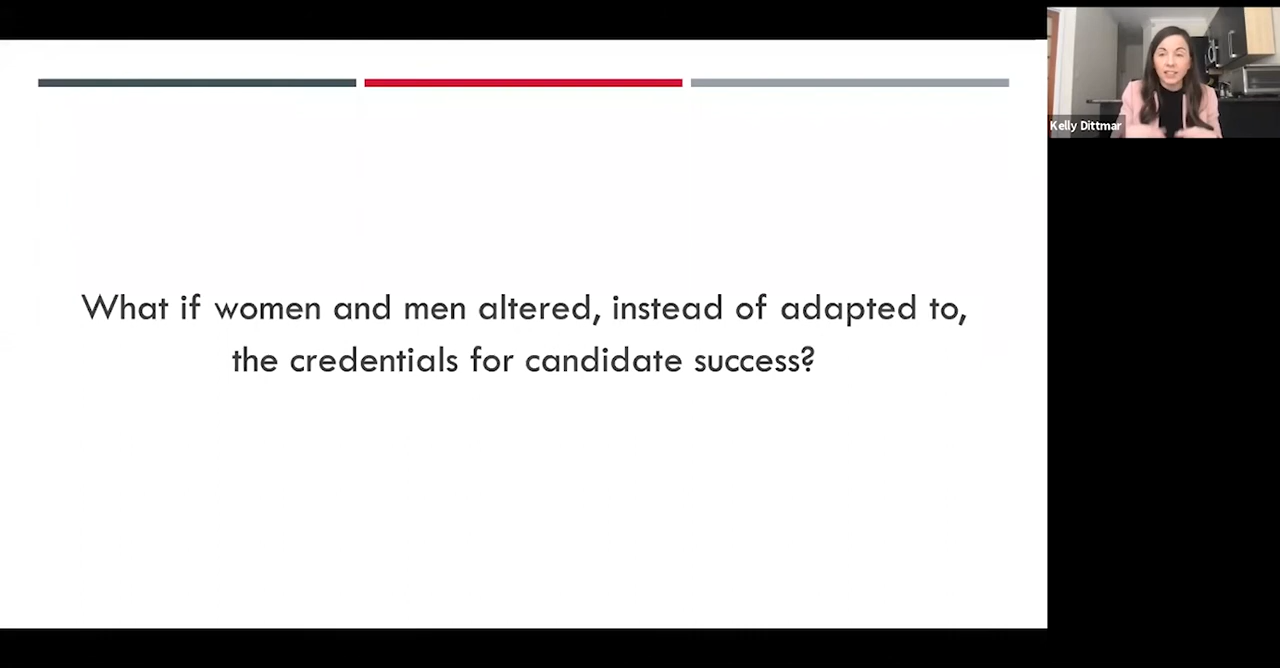 What if women and men altered, instead of adapted to,
the credentials for candidate success?
Kelly Dittmar